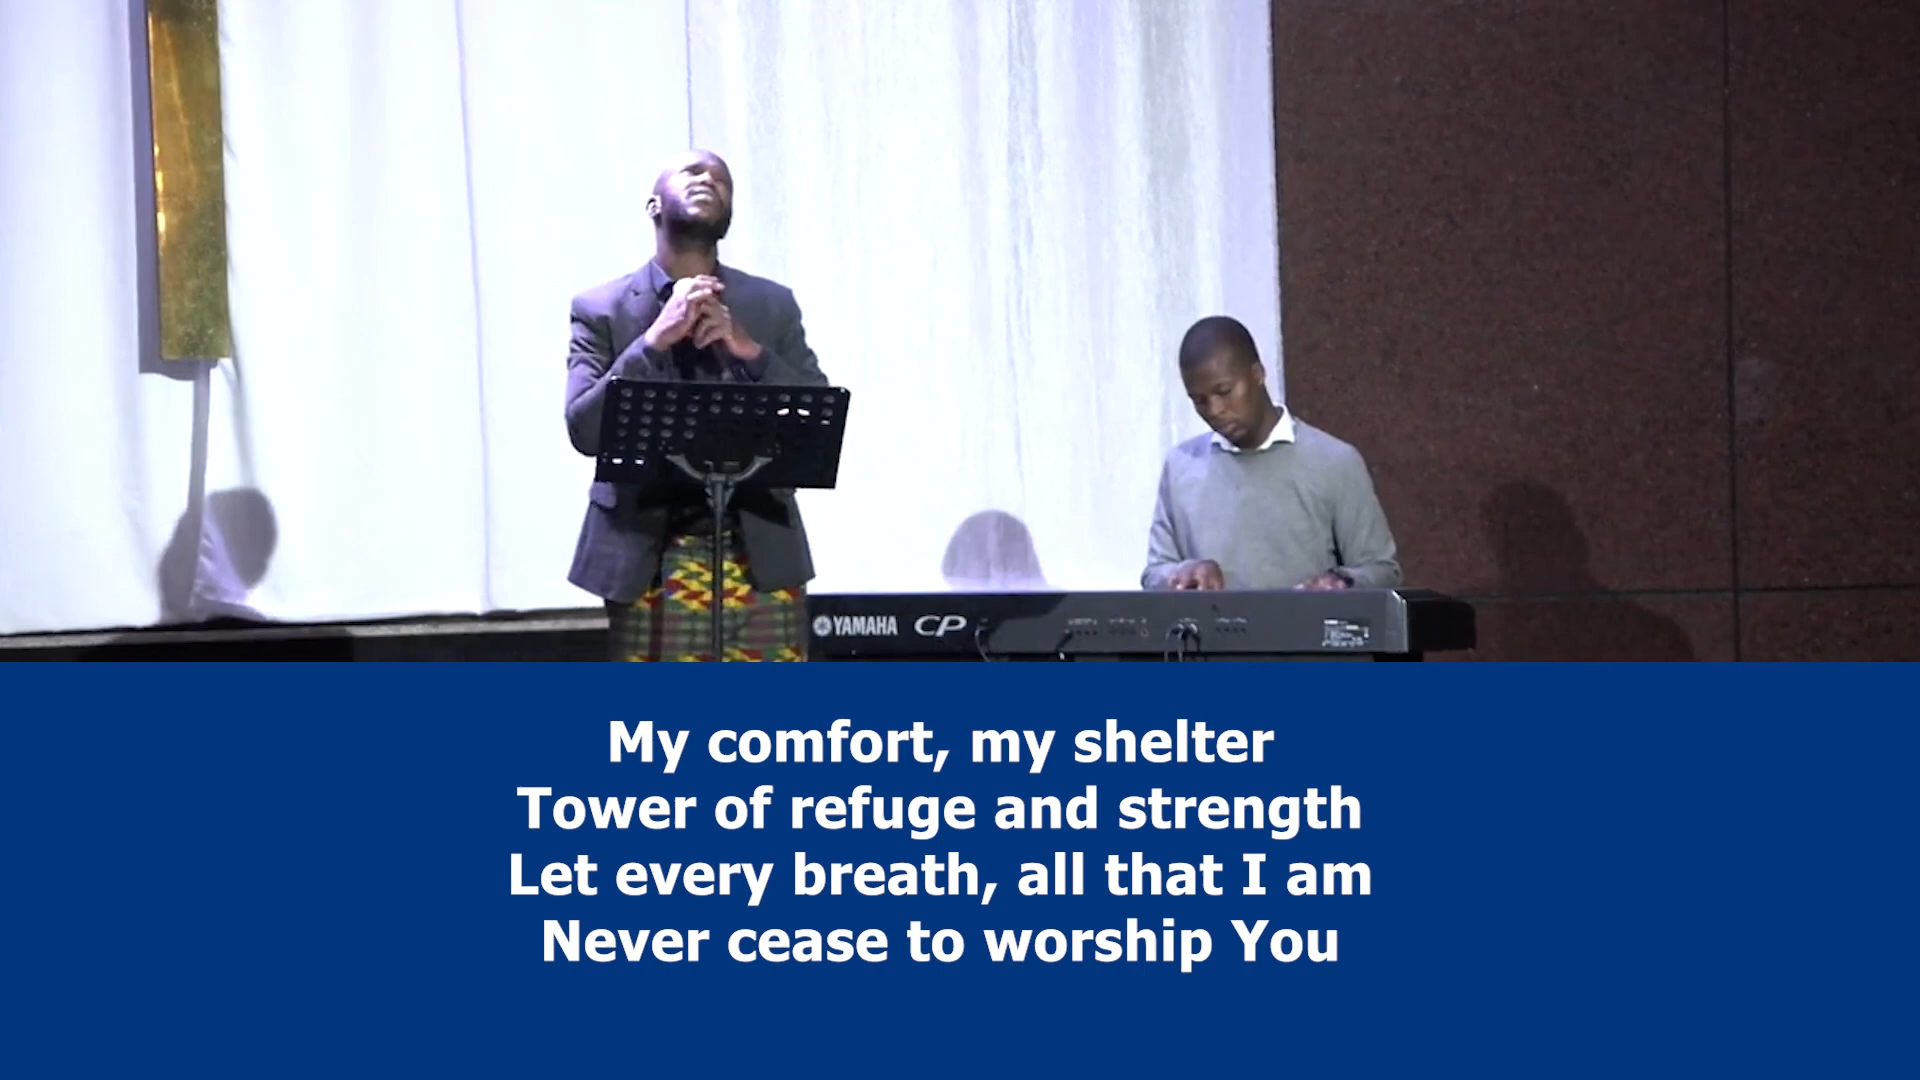 YAMAHA CP
My comfort, my shelter
Tower of refuge and strength
Let every breath, all that I am
Never cease to worship You